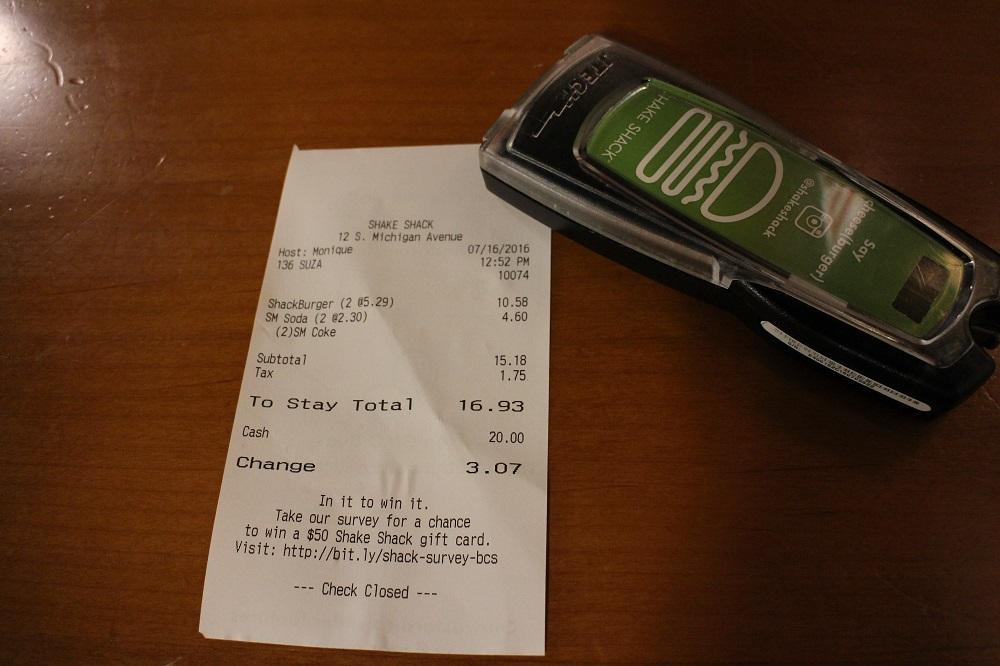 SHAKE SHACK
12 S. Michigan Avenue
Host: Monique 07/16/2016
136 SUZA 12:52 PM
10074
ShackBurger (2 @5.29) 10.58
SM Soda (2 @2.30) 4.60
(2)SM Coke
Subtotal 15.18
Tax 1.75
To Stay Total 16.93
Cash 20.00
Change 3.07
In it to win it.
Take our survey for a chance
to win a $50 Shake Shack gift card.
Visit: http://bit.ly/shack-survey-bcs
--- Check Closed ---
JTECH
SHAKE SHACK
@shakeshack
Say
cheese(burger)